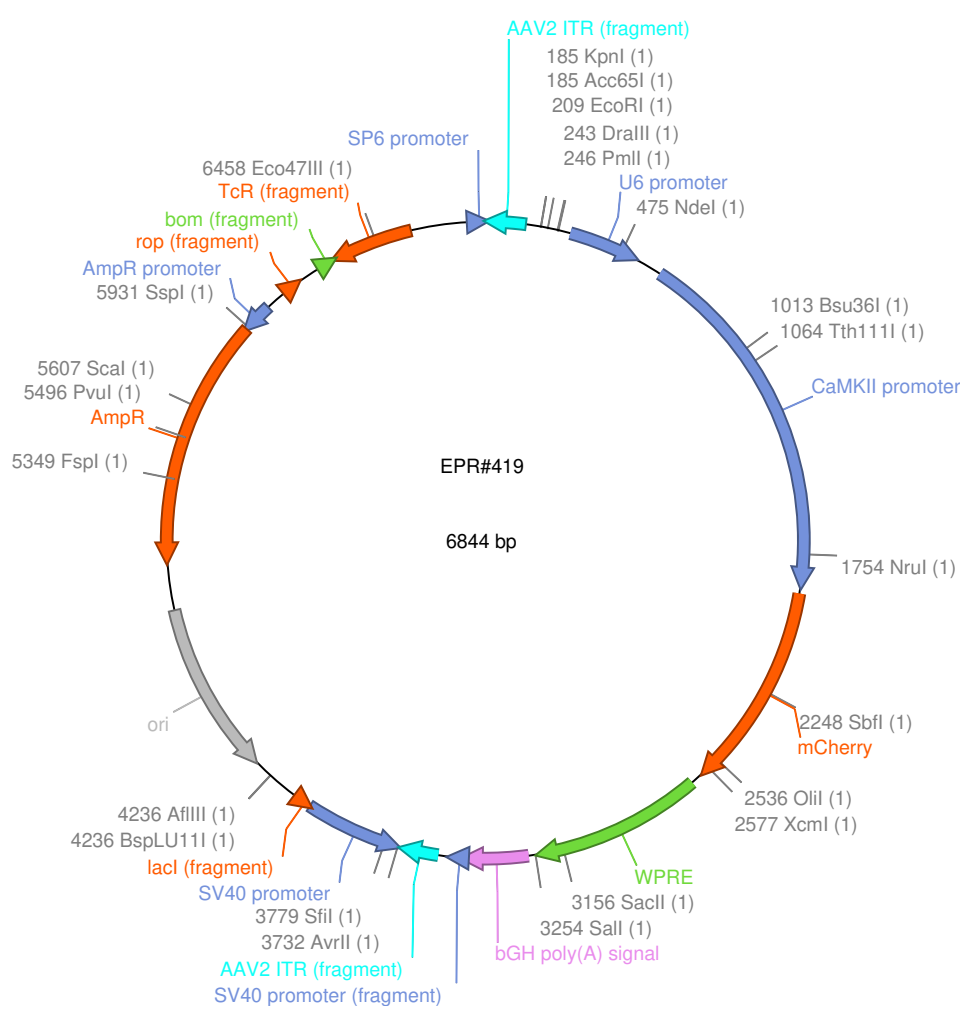 AAV2 ITR (fragment)
185 KpnI (1)
185 Acc65I (1)
209 EcoRI (1)
243 DraIII (1)
246 PmlI (1)
SP6 promoter
6458 Eco47III (1)
TcR (fragment)
U6 promoter
475 NdeI (1)
bom (fragment)
rop (fragment)
AmpR promoter
5931 SspI (1)
1013 Bsu36I (1)
1064 Tth111I (1)
5607 ScaI (1)
5496 PvuI (1)
AmpR
CaMKII promoter
5349 FspI (1)
EPR#419
6844 bp
1754 NruI (1)
ori
2248 SbfI (1)
mCherry
2536 OliI (1)
2577 XcmI (1)
4236 AflIII (1)
4236 BspLU11I (1)
lacI (fragment)
SV40 promoter
WPRE
3156 SacII (1)
3254 SalI (1)
3779 SfiI (1)
3732 AvrII (1)
bGH poly(A) signal
AAV2 ITR (fragment)
SV40 promoter (fragment)